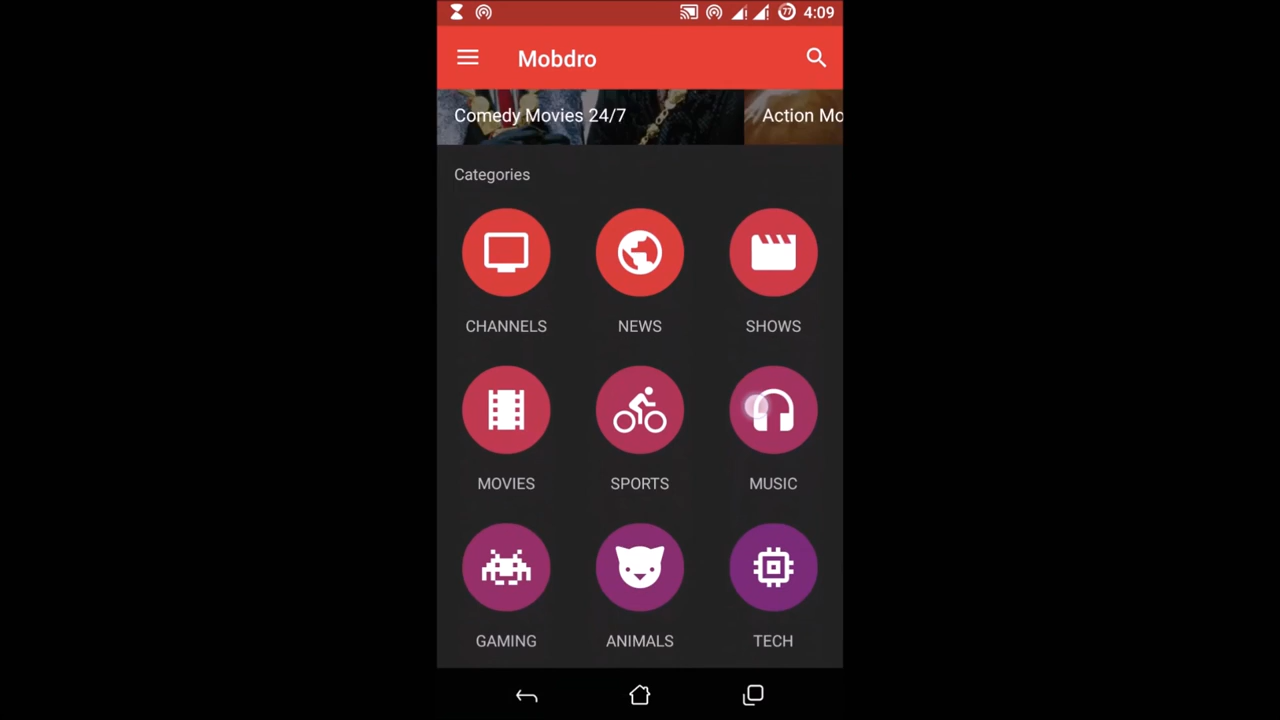 77 4:09
Mobdro
Comedy Movies 24/7 Action Mo
Categories
CHANNELS NEWS SHOWS
MOVIES SPORTS MUSIC
GAMING ANIMALS TECH